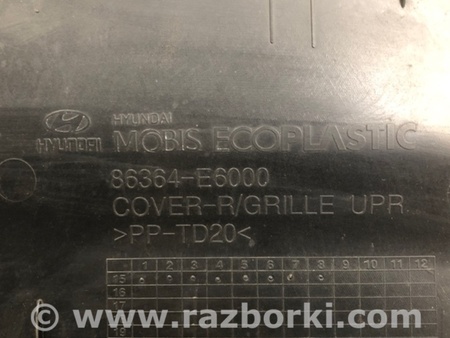 HYUNDAI
HYUNDAI MOBIS ECOPLASTIC
86364-E6000
COVER-R/GRILLE UPR
>PP-TD20<
1 2 3 4 5 6 7 8 9 10 11 12
15
16
17
www.razborki.com